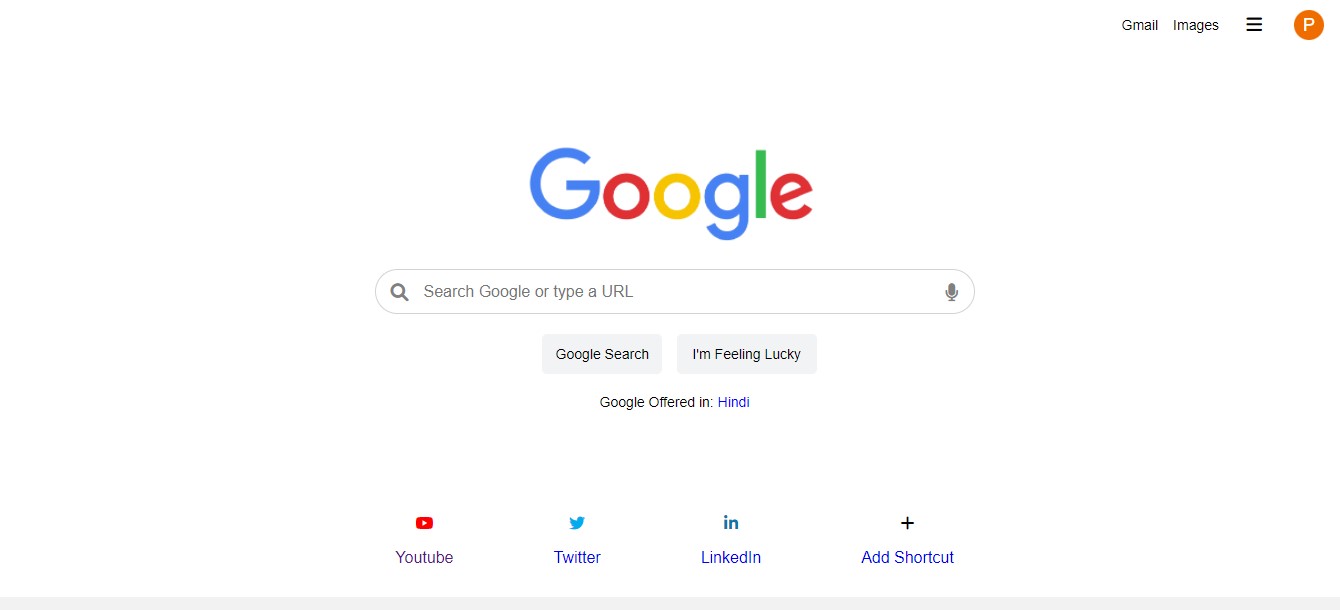 Gmail Images P
Google
Search Google or type a URL
Google Search I'm Feeling Lucky
Google Offered in: Hindi
in
Youtube Twitter LinkedIn Add Shortcut